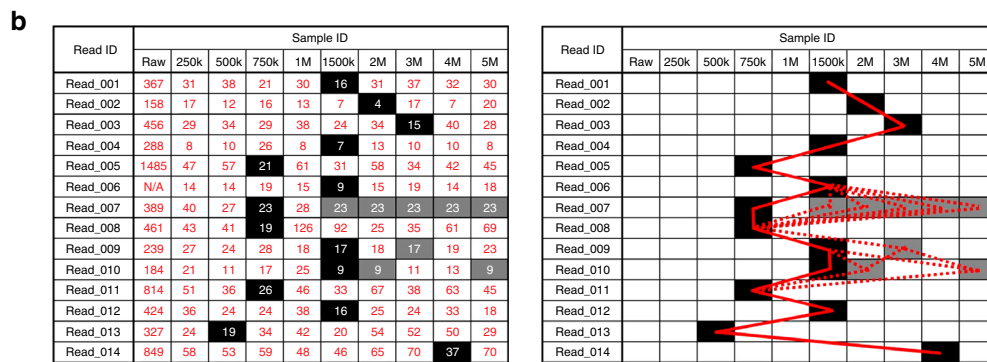 b
Read ID Sample ID
Raw 250k 500k 750k 1M 1500k 2M 3M 4M 5M
Read_001 367 31 38 21 30 16 31 37 32 30
Read_002 158 17 12 16 13 7 4 17 7 20
Read_003 456 29 34 29 38 24 34 15 40 28
Read_004 288 8 10 26 8 7 13 10 10 8
Read_005 1485 47 57 21 61 31 58 34 42 45
Read_006 N/A 14 14 19 15 9 15 19 14 18
Read_007 389 40 27 23 28 23 23 23 23 23
Read_008 461 43 41 19 126 92 25 35 61 69
Read_009 239 27 24 28 18 17 18 17 19 23
Read_010 184 21 11 17 25 9 9 11 13 9
Read_011 814 51 36 26 46 33 67 38 63 45
Read_012 424 36 24 24 38 16 25 24 33 18
Read_013 327 24 19 34 42 20 54 52 50 29
Read_014 849 58 53 59 48 46 65 70 37 70
Read ID Sample ID
Raw 250k 500k 750k 1M 1500k 2M 3M 4M 5M
Read_001
Read_002
Read_003
Read_004
Read_005
Read_006
Read_007
Read_008
Read_009
Read_010
Read_011
Read_012
Read_013
Read_014